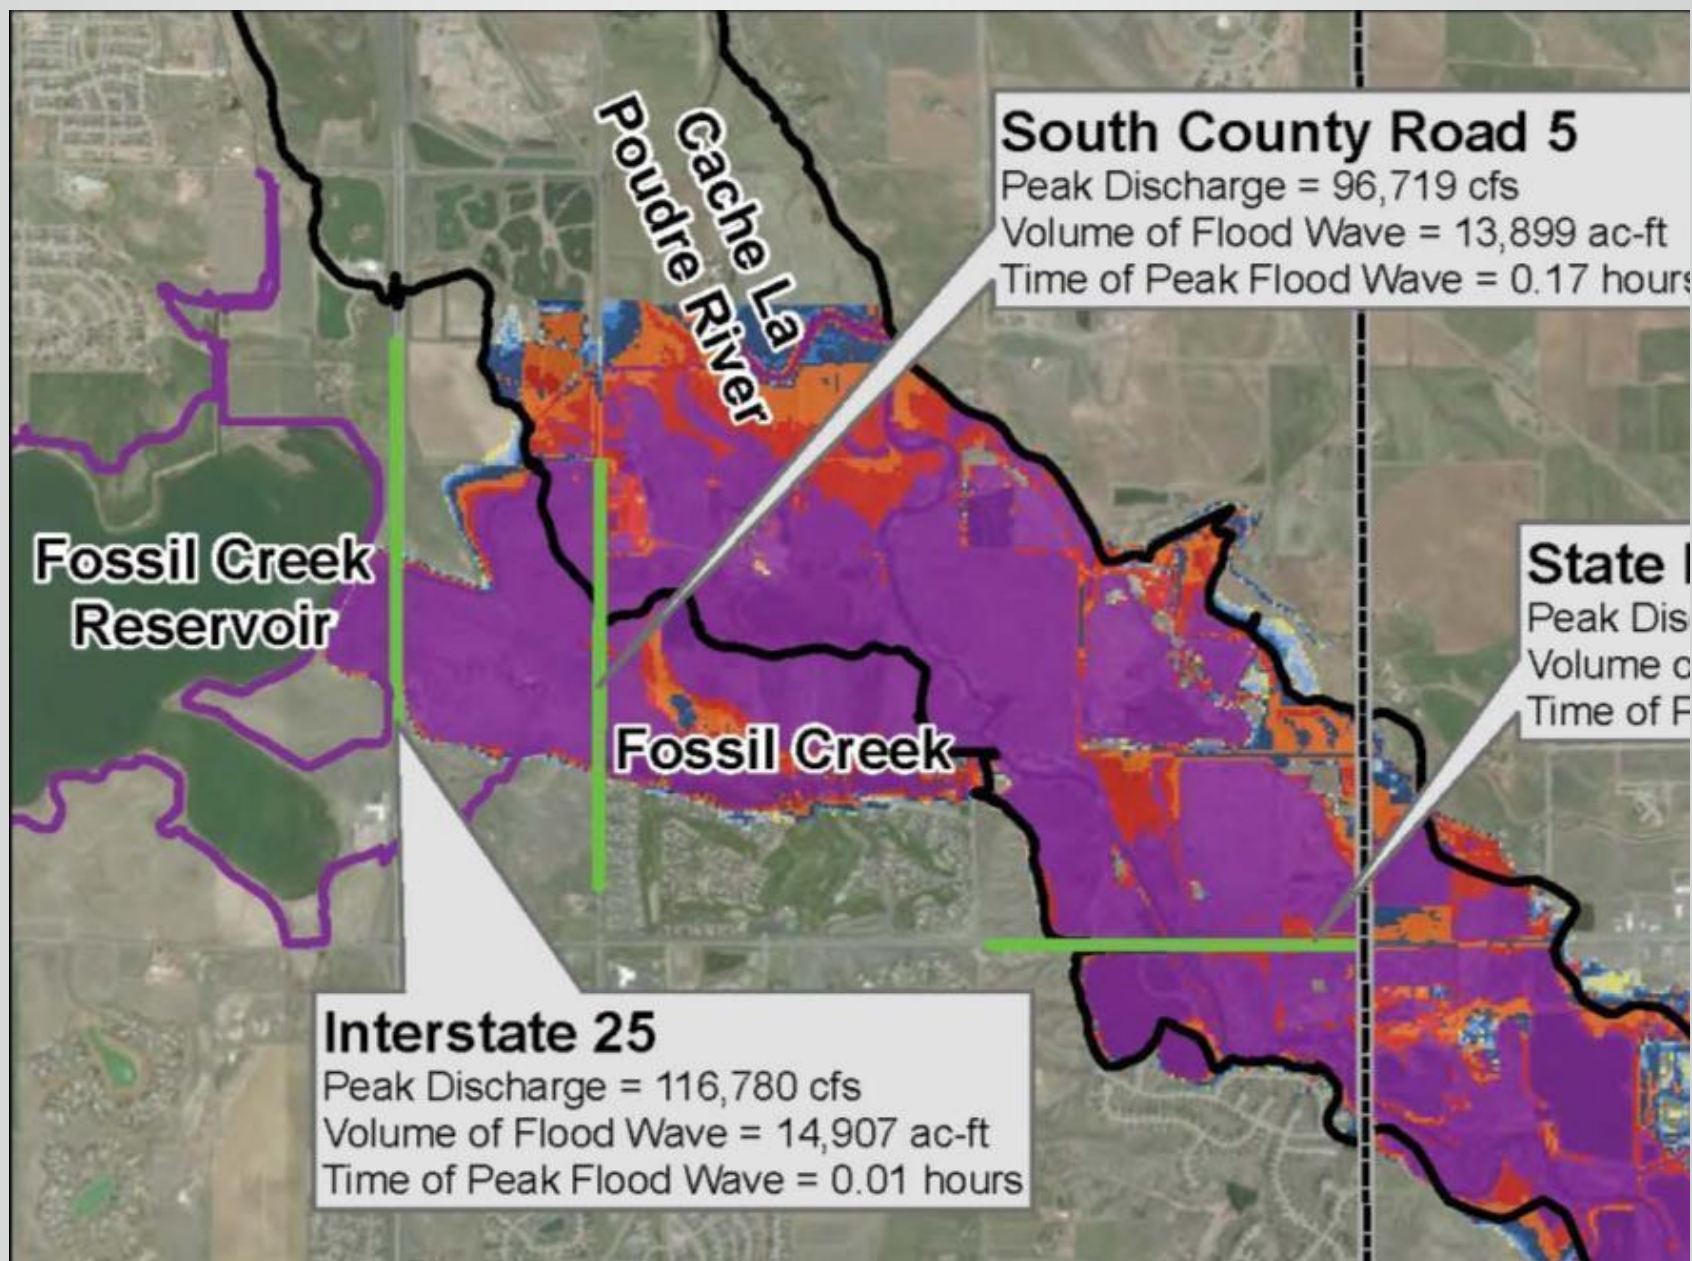 Cache La
Poudre River
South County Road 5
Peak Discharge = 96,719 cfs
Volume of Flood Wave = 13,899 ac-ft
Time of Peak Flood Wave = 0.17 hours
Fossil Creek
Reservoir
State
Peak Dis
Volume
Time of
Fossil Creek
Interstate 25
Peak Discharge = 116,780 cfs
Volume of Flood Wave = 14,907 ac-ft
Time of Peak Flood Wave = 0.01 hours